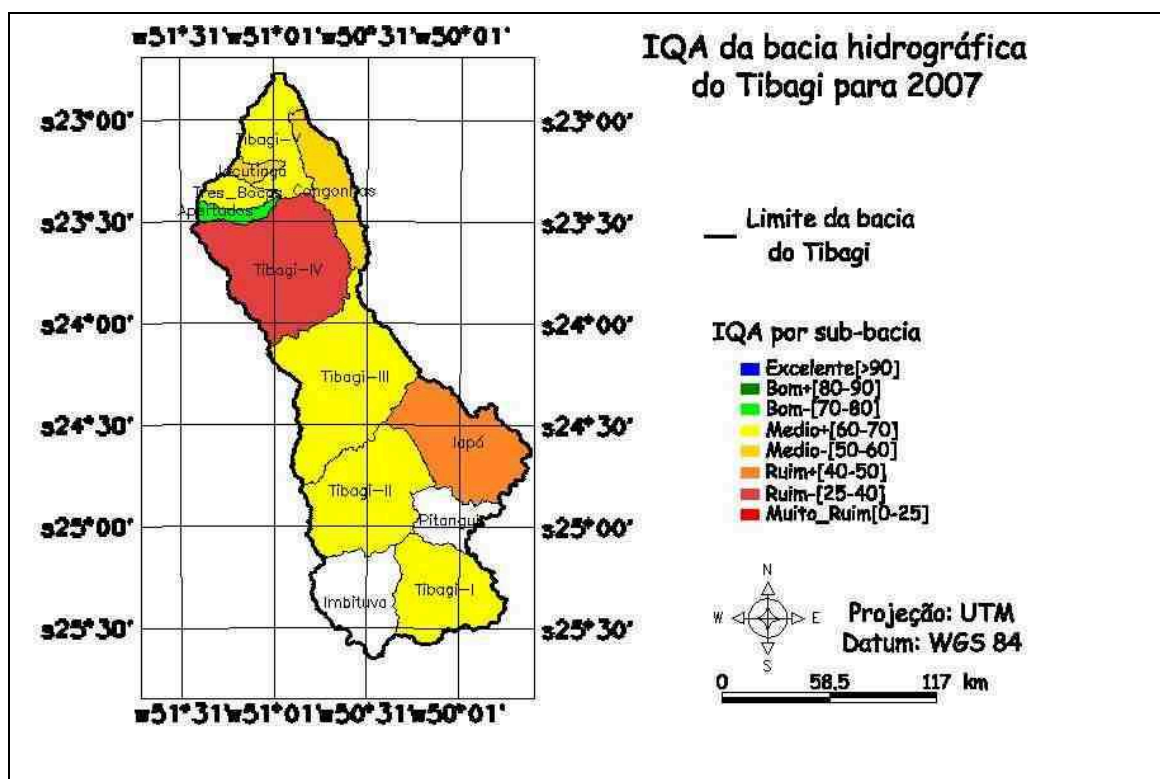 w51°31'w51°01'w50°31'w50°01'
IQA da bacia hidrográfica
do Tibagi para 2007
s23°00'
s23°00'
Tibagi-V
Jacutinga
Tres_Bocas
Congonhas
Apertados
s23°30'
s23°30'
Limite da bacia
do Tibagi
Tibagi-IV
s24°00'
s24°00'
IQA por sub-bacia
Excelente[>90]
Bom+[80-90]
Bom-[70-80]
Medio+[60-70]
Medio-[50-60]
Ruim+[40-50]
Ruim-[25-40]
Muito_Ruim[0-25]
Tibagi-III
s24°30'
s24°30'
Iapó
Tibagi-II
Pitangui
s25°00'
s25°00'
Tibagi-I
Imbituva
s25°30'
s25°30'
N
W E
S
Projeção: UTM
Datum: WGS 84
0 58,5 117 km
w51°31'w51°01'w50°31'w50°01'